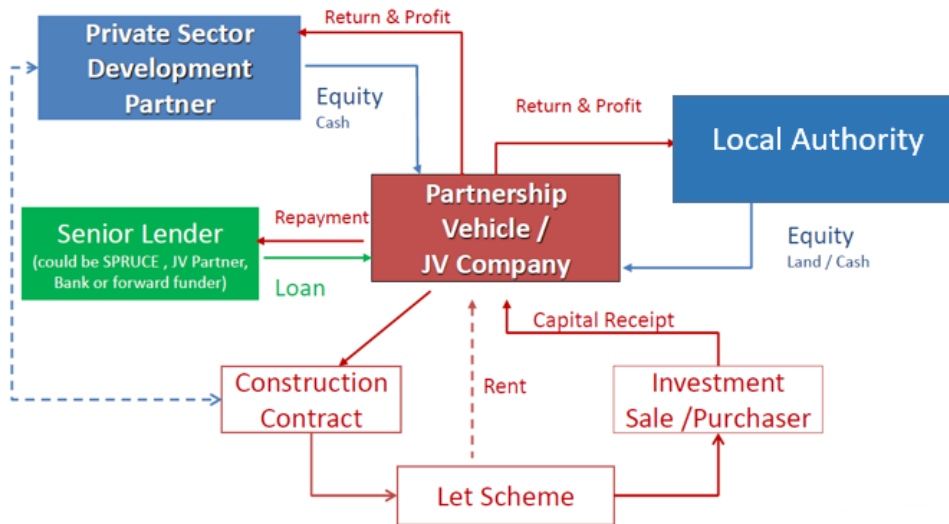 Return & Profit
Private Sector
Development
Partner
Equity
Cash
Return & Profit
Local Authority
Partnership
Vehicle /
JV Company
Repayment
Senior Lender
(could be SPRUCE , JV Partner,
Bank or forward funder)
Loan
Equity
Land / Cash
Capital Receipt
Construction
Contract
Rent
Investment
Sale /Purchaser
Let Scheme